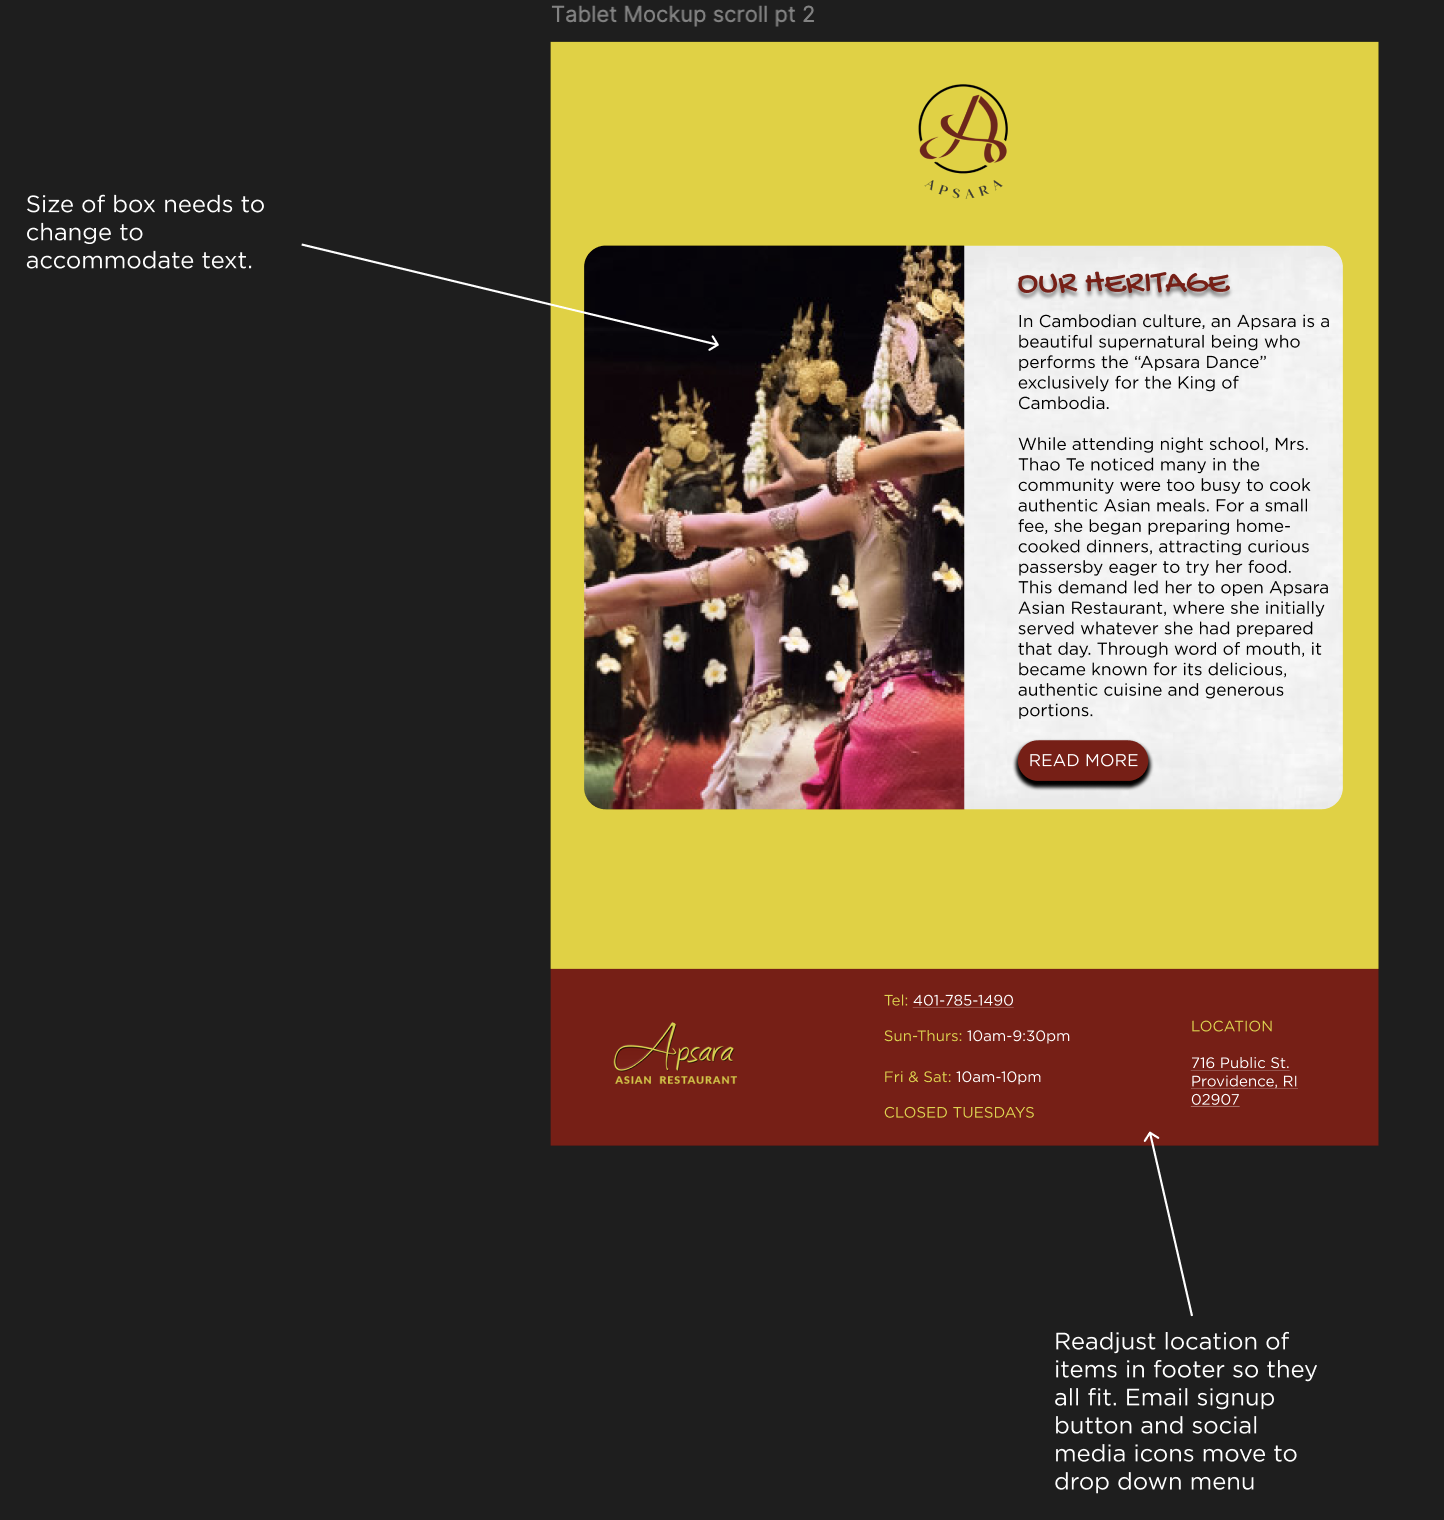 Tablet Mockup scroll pt 2
APSARA
Size of box needs to
change to
accommodate text.
OUR HERITAGE
In Cambodian culture, an Apsara is a
beautiful supernatural being who
performs the “Apsara Dance”
exclusively for the King of
Cambodia.
While attending night school, Mrs.
Thao Te noticed many in the
community were too busy to cook
authentic Asian meals. For a small
fee, she began preparing home-
cooked dinners, attracting curious
passersby eager to try her food.
This demand led her to open Apsara
Asian Restaurant, where she initially
served whatever she had prepared
that day. Through word of mouth, it
became known for its delicious,
authentic cuisine and generous
portions.
READ MORE
Apsara
ASIAN RESTAURANT
Tel: 401-785-1490
Sun-Thurs: 10am-9:30pm
Fri & Sat: 10am-10pm
CLOSED TUESDAYS
LOCATION
716 Public St.
Providence, RI
02907
Readjust location of
items in footer so they
all fit. Email signup
button and social
media icons move to
drop down menu